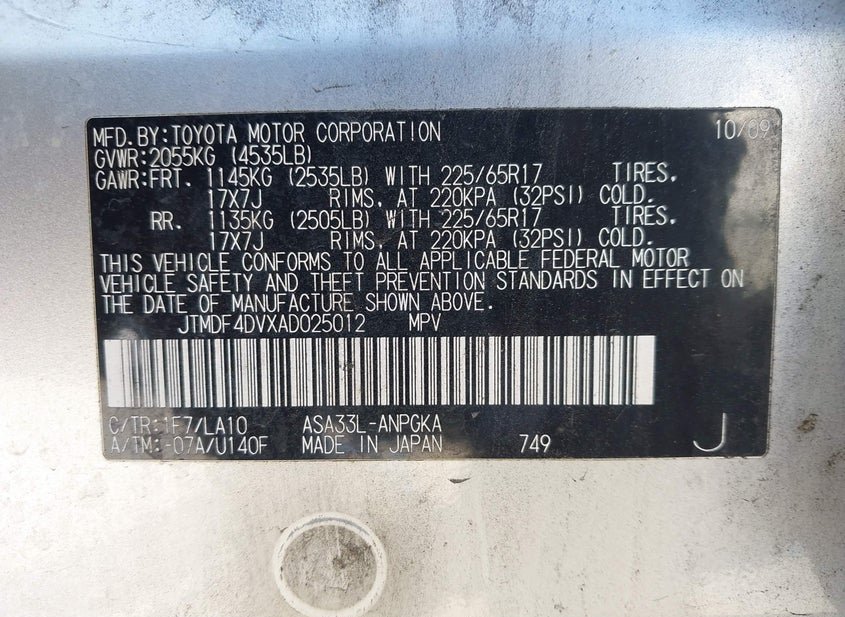 MFD.BY:TOYOTA MOTOR CORPORATION 10/09
GVWR:2055KG (4535LB)
GAWR:FRT. 1145KG (2535LB) WITH 225/65R17 TIRES,
17X7J RIMS, AT 220KPA (32PSI) COLD.
RR. 1135KG (2505LB) WITH 225/65R17 TIRES,
17X7J RIMS, AT 220KPA (32PSI) COLD.
THIS VEHICLE CONFORMS TO ALL APPLICABLE FEDERAL MOTOR
VEHICLE SAFETY AND THEFT PREVENTION STANDARDS IN EFFECT ON
THE DATE OF MANUFACTURE SHOWN ABOVE.
JTMDF4DVXAD025012 MPV
C/TR:1F7/LA10 ASA33L-ANPGKA
A/TM:-07A/U140F MADE IN JAPAN 749 J